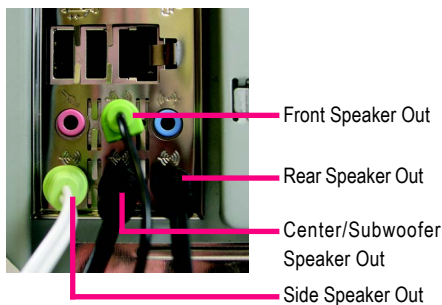 Front Speaker Out
Rear Speaker Out
Center/Subwoofer
Speaker Out
Side Speaker Out